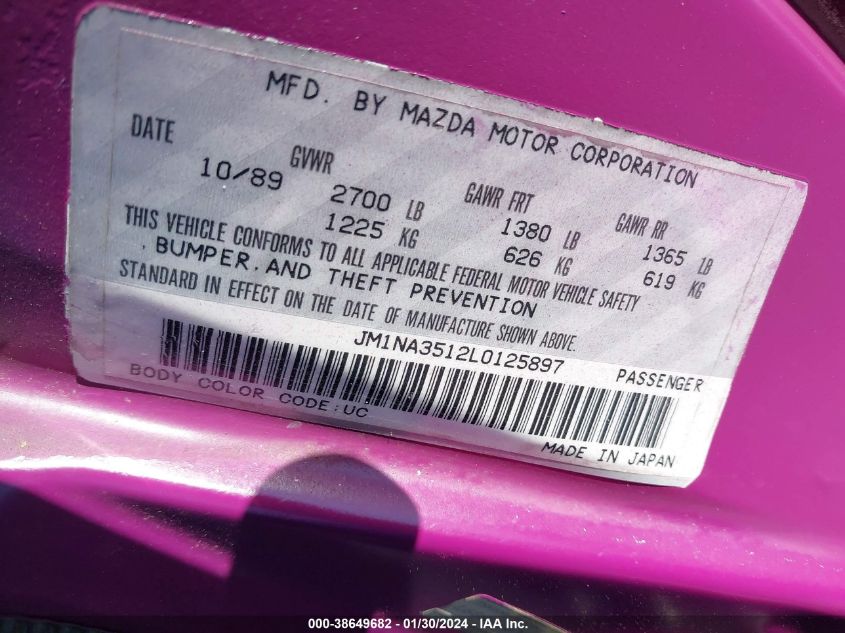 MFD. BY MAZDA MOTOR CORPORATION
DATE GVWR GAWR FRT GAWR RR
10/89 2700 LB 1380 LB 1365 LB
1225 KG 626 KG 619 KG
THIS VEHICLE CONFORMS TO ALL APPLICABLE FEDERAL MOTOR VEHICLE SAFETY
, BUMPER, AND THEFT PREVENTION
STANDARD IN EFFECT ON THE DATE OF MANUFACTURE SHOWN ABOVE.
JM1NA3512L0125897 PASSENGER
BODY COLOR CODE:UC
MADE IN JAPAN
000-38649682 - 01/30/2024 - IAA Inc.